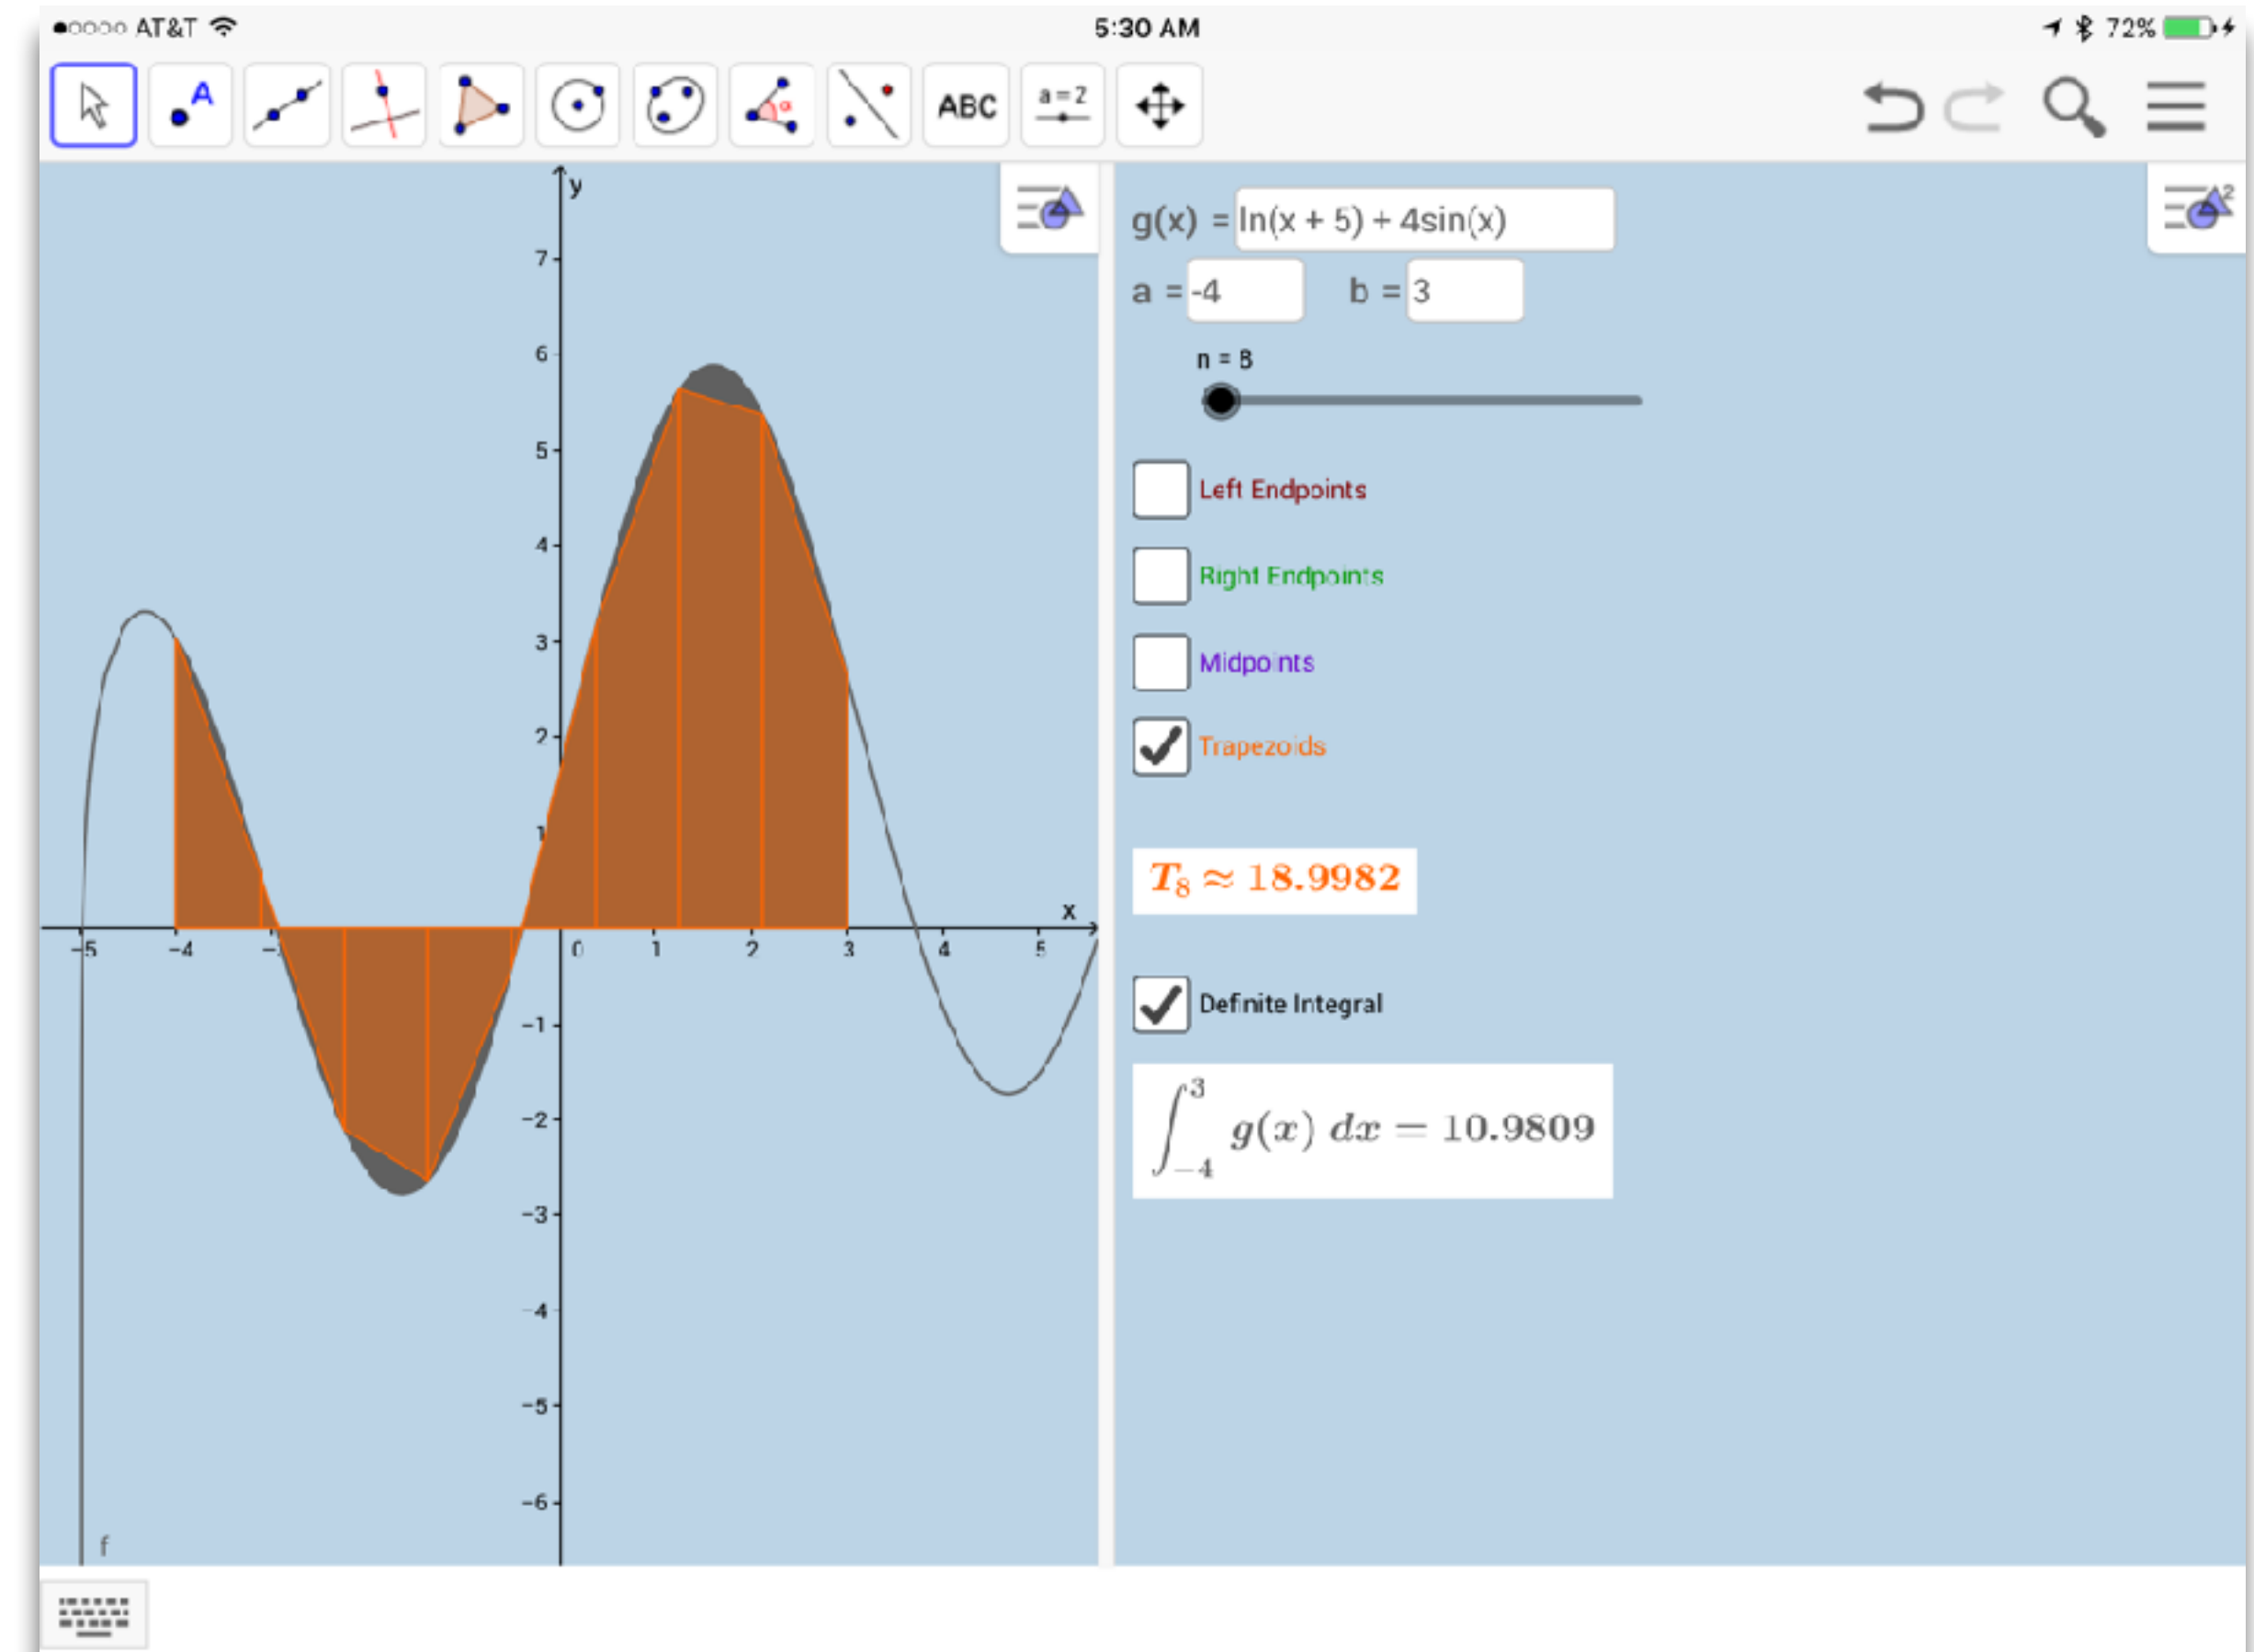 AT&T 5:30 AM 72%
A α ABC a = 2
y
7
6
5
4
3
2
1
x
-5 -4 - 0 1 2 3 4 5
-1
-2
-3
-4
-5
-6
f
g(x) = ln(x + 5) + 4sin(x) 2
a = -4 b = 3
n = 8
Left Endpoints
Right Endpoints
Midpoints
Trapezoids
T₈ ≈ 18.9982
Definite Integral
∫₋₄³ g(x) dx = 10.9809